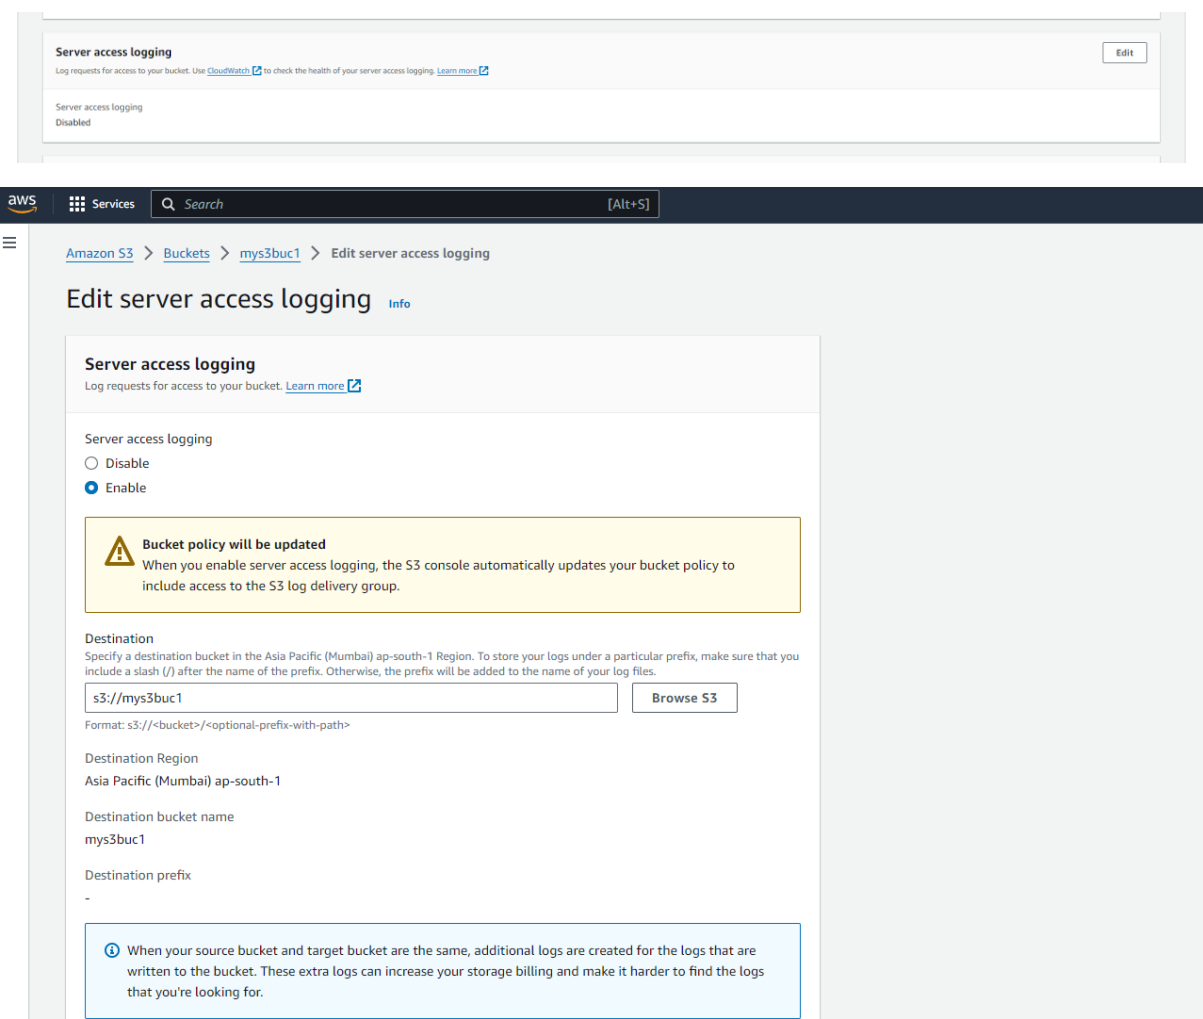 Server access logging
Edit
Log requests for access to your bucket. Use CloudWatch to check the health of your server access logging. Learn more
Server access logging
Disabled
aws
Services
Search
[Alt+S]
Amazon S3 > Buckets > mys3buc1 > Edit server access logging
Edit server access logging Info
Server access logging
Log requests for access to your bucket. Learn more
Server access logging
Disable
Enable
Bucket policy will be updated
When you enable server access logging, the S3 console automatically updates your bucket policy to
include access to the S3 log delivery group.
Destination
Specify a destination bucket in the Asia Pacific (Mumbai) ap-south-1 Region. To store your logs under a particular prefix, make sure that you
include a slash (/) after the name of the prefix. Otherwise, the prefix will be added to the name of your log files.
s3://mys3buc1
Browse S3
Format: s3://<bucket>/<optional-prefix-with-path>
Destination Region
Asia Pacific (Mumbai) ap-south-1
Destination bucket name
mys3buc1
Destination prefix
-
When your source bucket and target bucket are the same, additional logs are created for the logs that are
written to the bucket. These extra logs can increase your storage billing and make it harder to find the logs
that you're looking for.